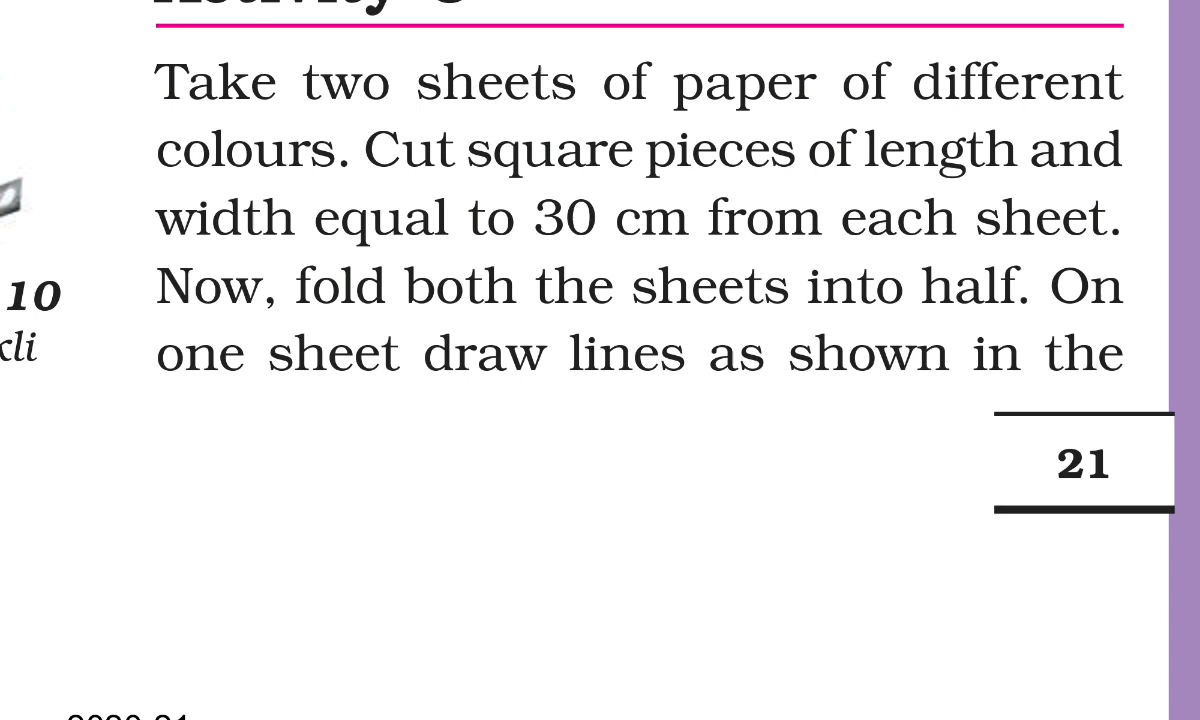 Take two sheets of paper of different
colours. Cut square pieces of length and
width equal to 30 cm from each sheet.
Now, fold both the sheets into half. On
one sheet draw lines as shown in the
10
21